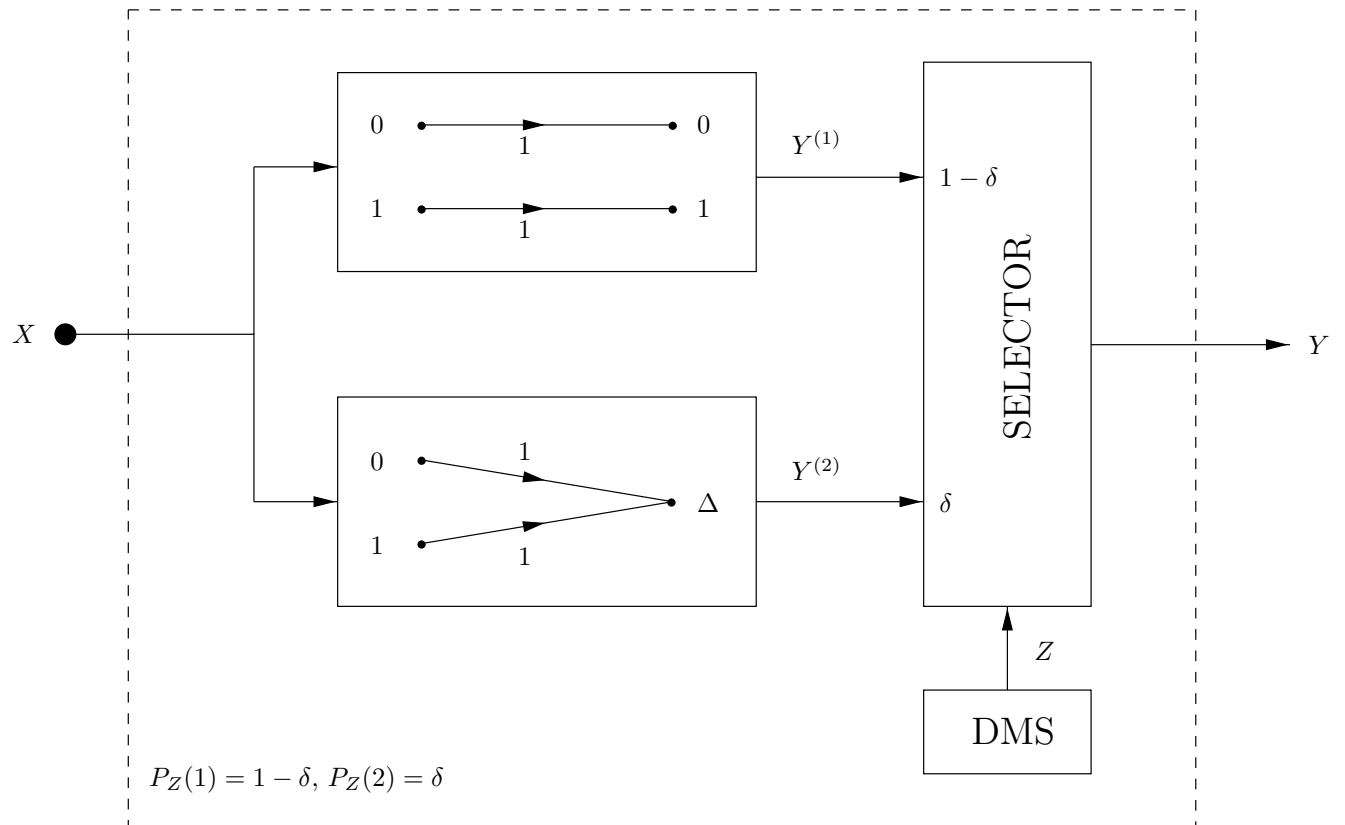 0 0
1
Y^{(1)}
1 1
1
1 − δ
SELECTOR
X
Y
0
1
Y^{(2)}
Δ
δ
1
1
Z
DMS
P_Z(1) = 1 − δ, P_Z(2) = δ